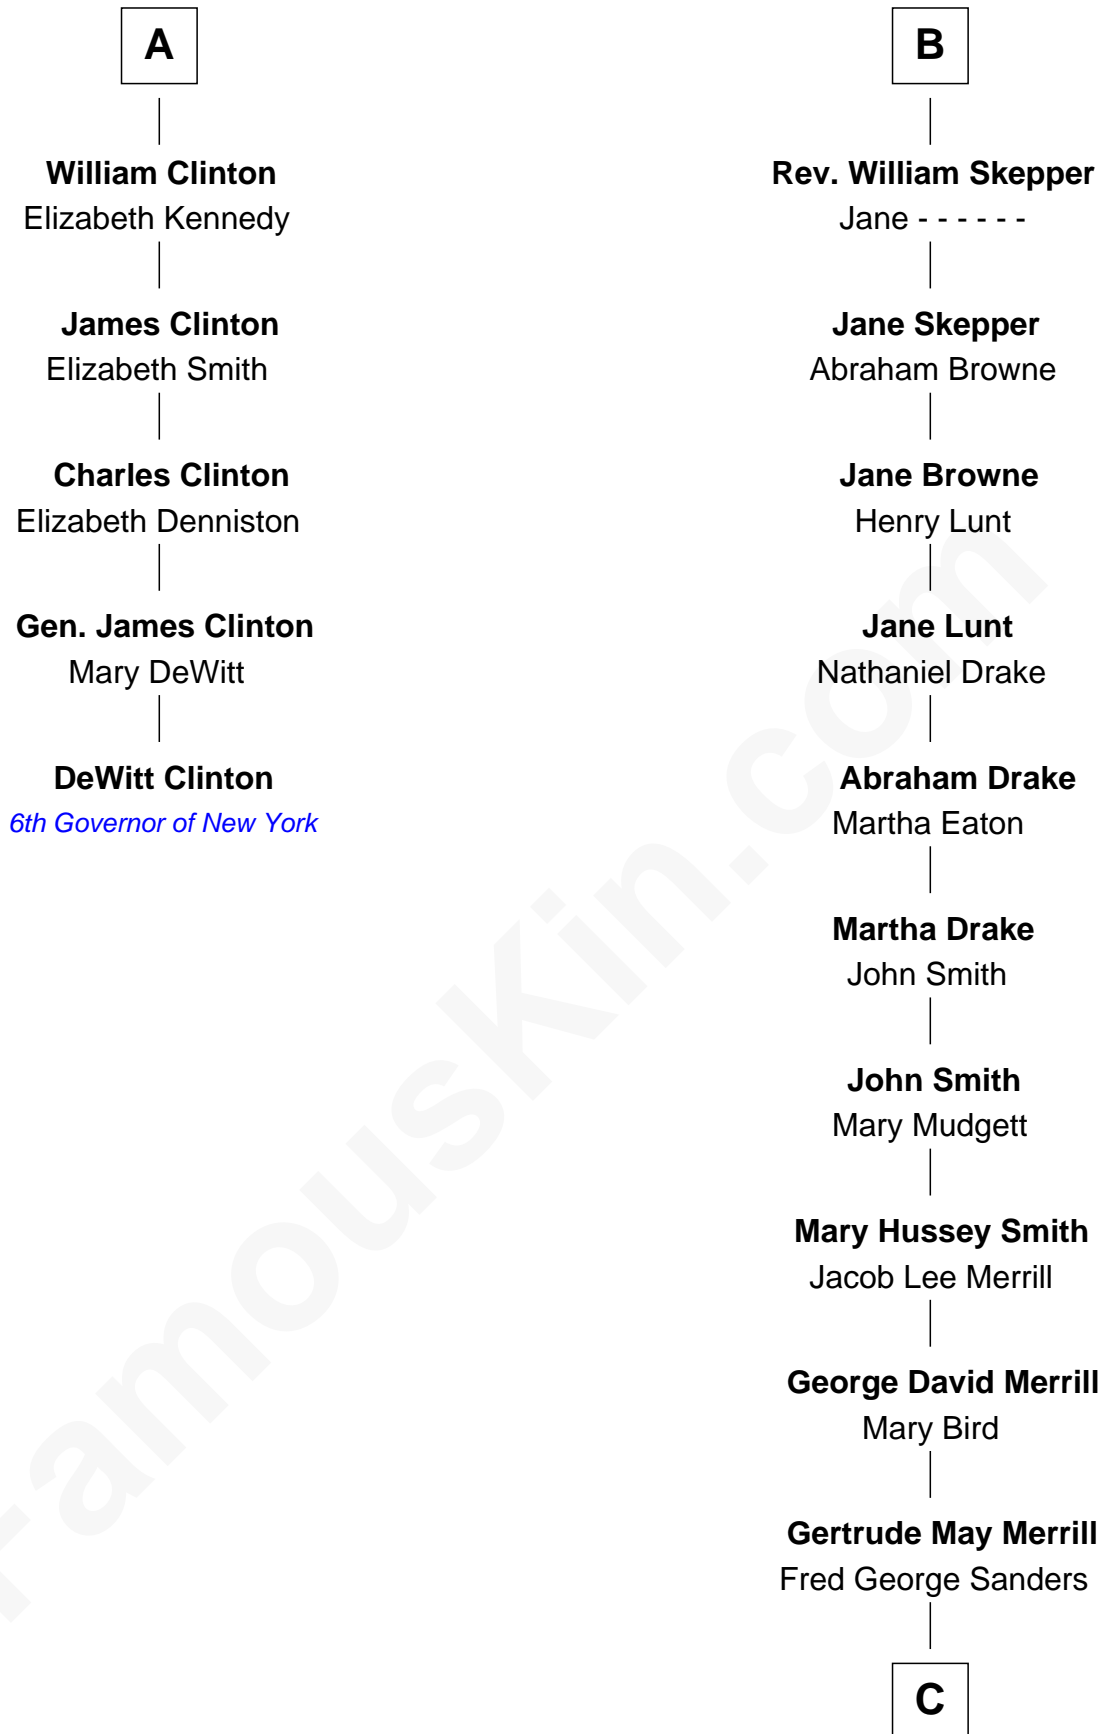 A
William Clinton
Elizabeth Kennedy
James Clinton
Elizabeth Smith
Charles Clinton
Elizabeth Denniston
Gen. James Clinton
Mary DeWitt
DeWitt Clinton
6th Governor of New York
B
Rev. William Skepper
Jane - - - - - -
Jane Skepper
Abraham Browne
Jane Browne
Henry Lunt
Jane Lunt
Nathaniel Drake
Abraham Drake
Martha Eaton
Martha Drake
John Smith
John Smith
Mary Mudgett
Mary Hussey Smith
Jacob Lee Merrill
George David Merrill
Mary Bird
Gertrude May Merrill
Fred George Sanders
C
FamousKin.com